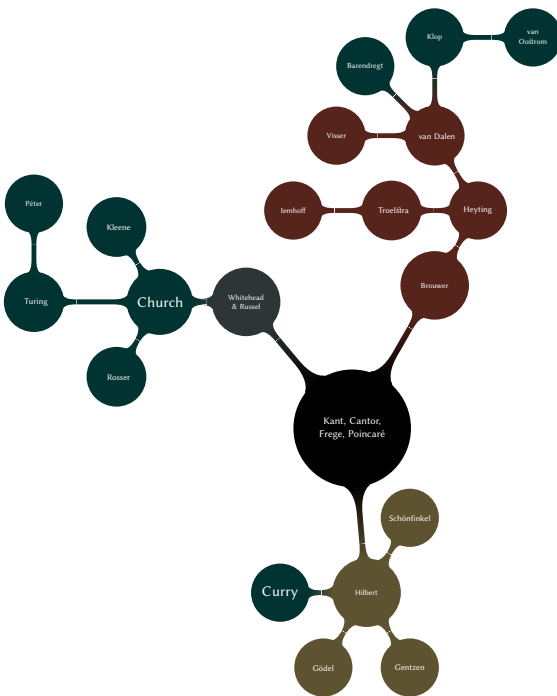 Klop
van
Oostrom
Barendregt
Visser
van Dalen
Iemhoff
Troelstra
Heyting
Péter
Kleene
Turing
Church
Whitehead
& Russel
Brouwer
Rosser
Kant, Cantor,
Frege, Poincaré
Schönfinkel
Curry
Hilbert
Gödel
Gentzen